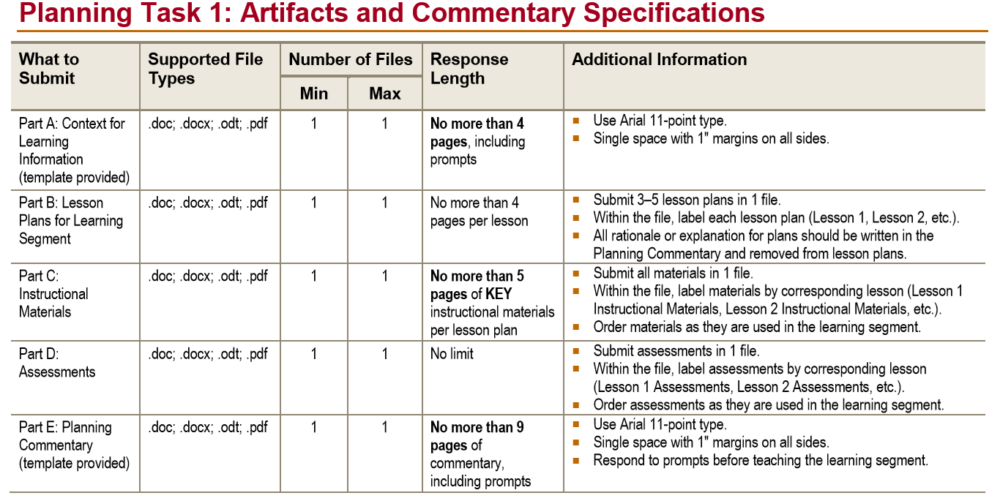 Planning Task 1: Artifacts and Commentary Specifications
What to
Submit
Supported File
Types
Number of Files
Min
Max
Response
Length
Additional Information
Part A: Context for
Learning
Information
(template provided)
.doc; .docx; .odt; .pdf
1
1
No more than 4
pages, including
prompts
■ Use Arial 11-point type.
■ Single space with 1" margins on all sides.
Part B: Lesson
Plans for Learning
Segment
.doc; .docx; .odt; .pdf
1
1
No more than 4
pages per lesson
■ Submit 3–5 lesson plans in 1 file.
■ Within the file, label each lesson plan (Lesson 1, Lesson 2, etc.).
■ All rationale or explanation for plans should be written in the
Planning Commentary and removed from lesson plans.
Part C:
Instructional
Materials
.doc; .docx; .odt; .pdf
1
1
No more than 5
pages of KEY
instructional materials
per lesson plan
■ Submit all materials in 1 file.
■ Within the file, label materials by corresponding lesson (Lesson 1
Instructional Materials, Lesson 2 Instructional Materials, etc.).
■ Order materials as they are used in the learning segment.
Part D:
Assessments
.doc; .docx; .odt; .pdf
1
1
No limit
■ Submit assessments in 1 file.
■ Within the file, label assessments by corresponding lesson
(Lesson 1 Assessments, Lesson 2 Assessments, etc.).
■ Order assessments as they are used in the learning segment.
Part E: Planning
Commentary
(template provided)
.doc; .docx; .odt; .pdf
1
1
No more than 9
pages of
commentary,
including prompts
■ Use Arial 11-point type.
■ Single space with 1" margins on all sides.
■ Respond to prompts before teaching the learning segment.